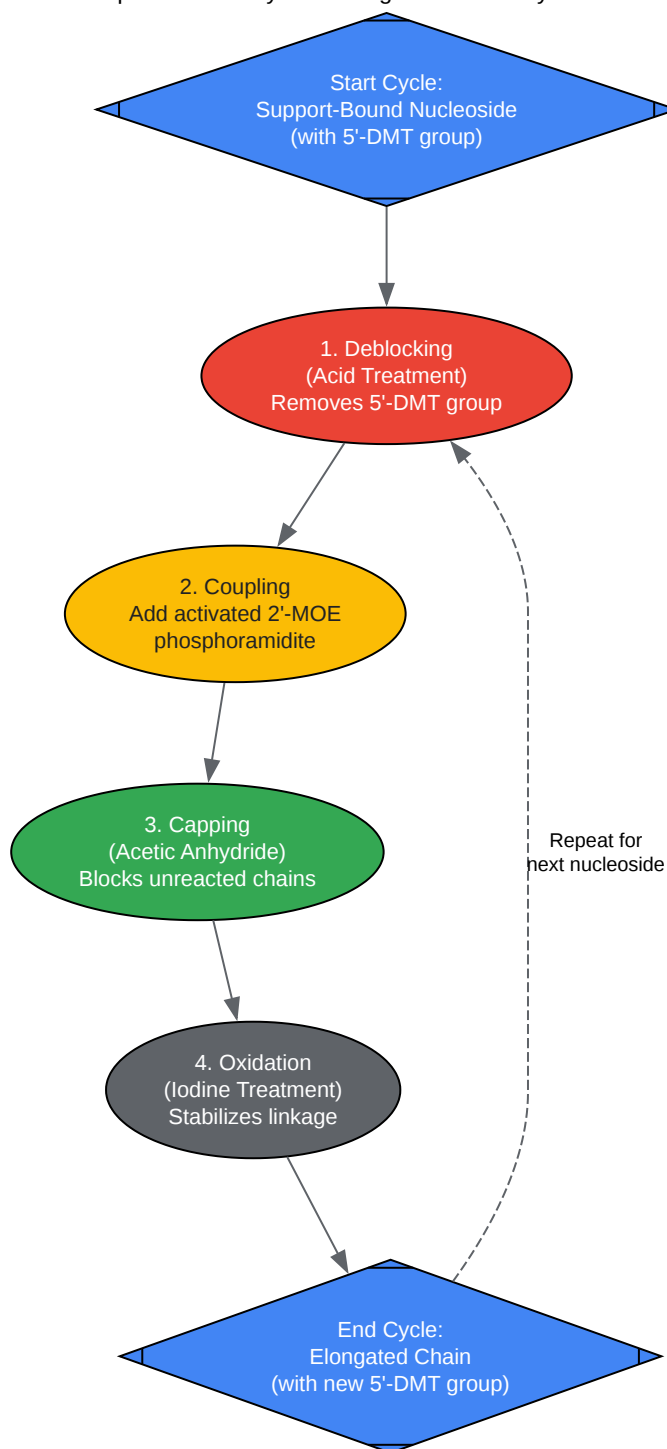 Start Cycle:
Support-Bound Nucleoside
(with 5'-DMT group)
1. Deblocking
(Acid Treatment)
Removes 5'-DMT group
2. Coupling
Add activated 2'-MOE
phosphoramidite
3. Capping
(Acetic Anhydride)
Blocks unreacted chains
Repeat for
next nucleoside
4. Oxidation
(Iodine Treatment)
Stabilizes linkage
End Cycle:
Elongated Chain
(with new 5'-DMT group)